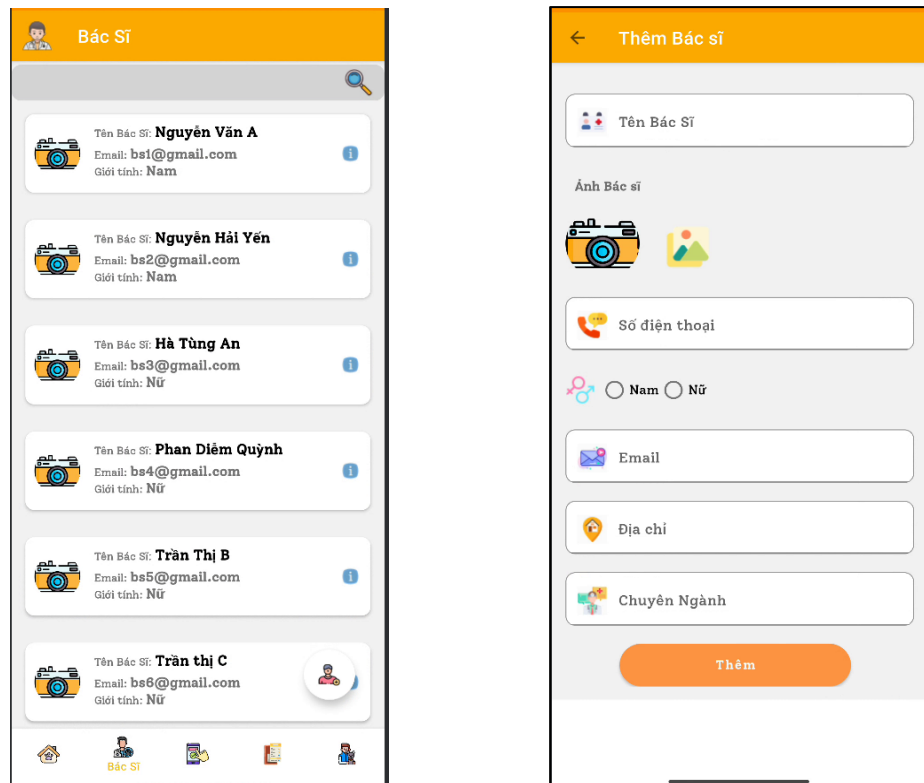 Bác Sĩ
Tên Bác Sĩ: Nguyễn Văn A
Email: bs1@gmail.com
Giới tính: Nam
Tên Bác Sĩ: Nguyễn Hải Yến
Email: bs2@gmail.com
Giới tính: Nam
Tên Bác Sĩ: Hà Tùng An
Email: bs3@gmail.com
Giới tính: Nữ
Tên Bác Sĩ: Phan Diễm Quỳnh
Email: bs4@gmail.com
Giới tính: Nữ
Tên Bác Sĩ: Trần Thị B
Email: bs5@gmail.com
Giới tính: Nữ
Tên Bác Sĩ: Trần thị C
Email: bs6@gmail.com
Giới tính: Nữ
Bác Sĩ
Thêm Bác sĩ
Tên Bác Sĩ
Ảnh Bác sĩ
Số điện thoại
Nam Nữ
Email
Địa chỉ
Chuyên Ngành
Thêm